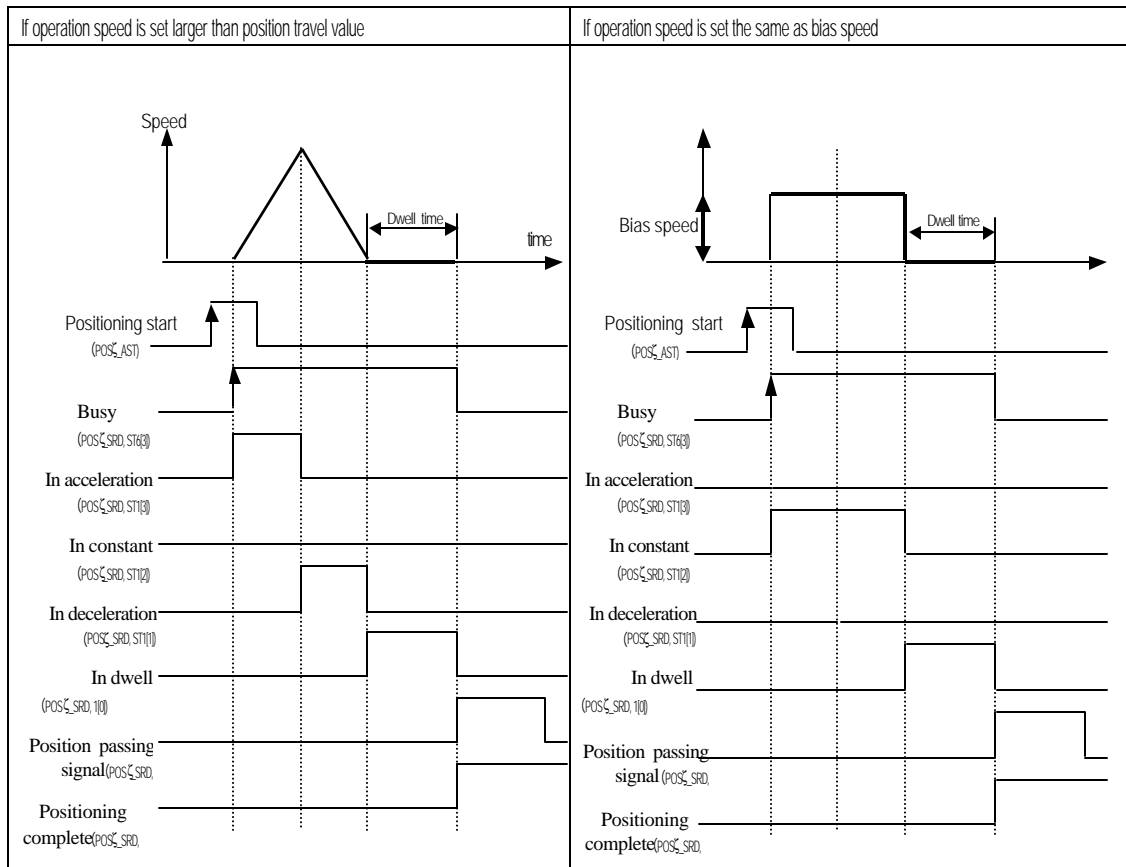 If operation speed is set larger than position travel value
Speed
Dwell time
time
Positioning start
(POSζ_AST)
Busy
(POSζ_SRD, ST6[3])
In acceleration
(POSζ_SRD, ST1[3])
In constant
(POSζ_SRD, ST1[2])
In deceleration
(POSζ_SRD, ST1[1])
In dwell
(POSζ_SRD, 1[0])
Position passing
signal(POSζ_SRD,
Positioning
complete(POSζ_SRD,
If operation speed is set the same as bias speed
Bias speed
Dwell time
Positioning start
(POSζ_AST)
Busy
(POSζ_SRD, ST6[3])
In acceleration
(POSζ_SRD, ST1[3])
In constant
(POSζ_SRD, ST1[2])
In deceleration
(POSζ_SRD, ST1[1])
In dwell
(POSζ_SRD, 1[0])
Position passing
signal(POSζ_SRD,
Positioning
complete(POSζ_SRD,